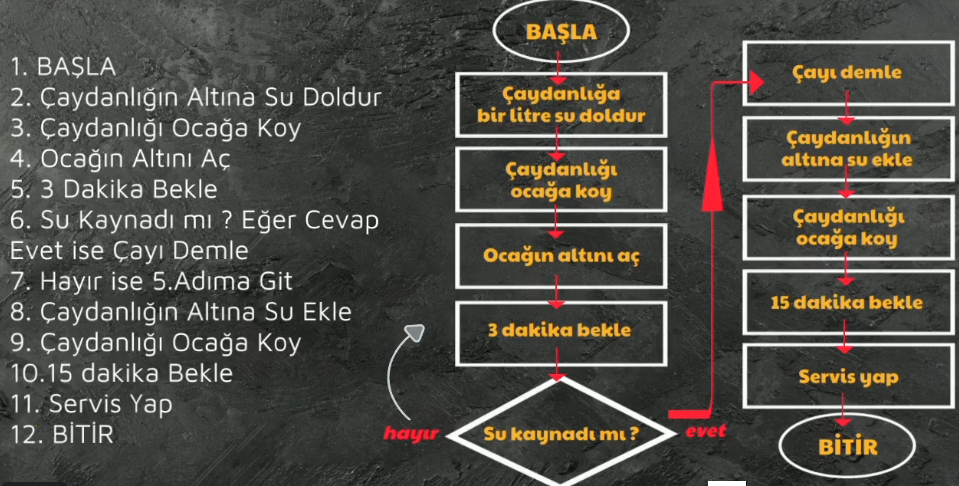 1. BAŞLA
2. Çaydanlığın Altına Su Doldur
3. Çaydanlığı Ocağa Koy
4. Ocağın Altını Aç
5. 3 Dakika Bekle
6. Su Kaynadı mı ? Eğer Cevap
Evet ise Çayı Demle
7. Hayır ise 5.Adıma Git
8. Çaydanlığın Altına Su Ekle
9. Çaydanlığı Ocağa Koy
10.15 dakika Bekle
11. Servis Yap
12. BİTİR
BAŞLA
Çaydanlığa
bir litre su doldur
Çaydanlığı
ocağa koy
Ocağın altını aç
3 dakika bekle
Su kaynadı mı ?
hayır
evet
Çayı demle
Çaydanlığın
altına su ekle
Çaydanlığı
ocağa koy
15 dakika bekle
Servis yap
BİTİR